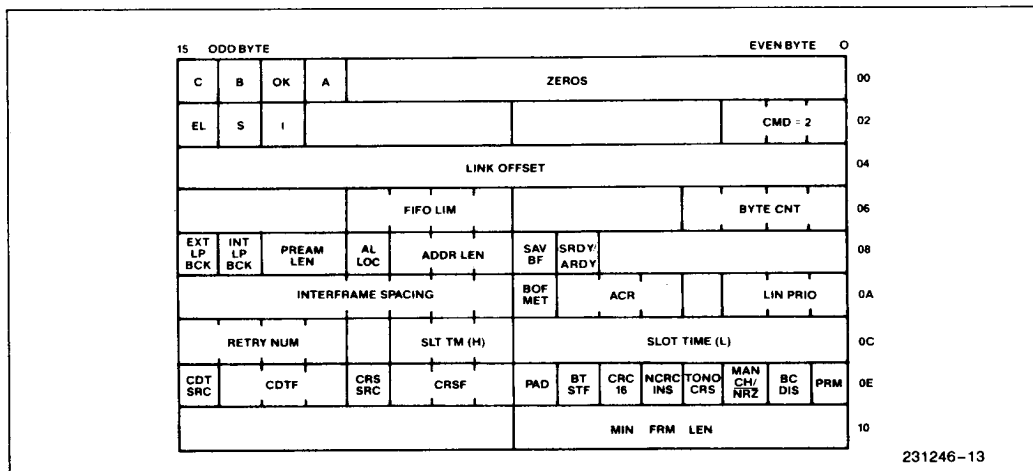 15 ODD BYTE EVEN BYTE O
C B OK A ZEROS 00
EL S I CMD = 2 02
LINK OFFSET 04
FIFO LIM BYTE CNT 06
EXT LP BCK INT LP BCK PREAM LEN AL LOC ADDR LEN SAV BF SRDY/ ARDY 08
INTERFRAME SPACING BOF MET ACR LIN PRIO 0A
RETRY NUM SLT TM (H) SLOT TIME (L) 0C
CDT SRC CDTF CRS SRC CRSF PAD BT STF CRC 16 NCRC INS TONO CRS MAN CH/ NRZ BC DIS PRM 0E
MIN FRM LEN 10
231246–13